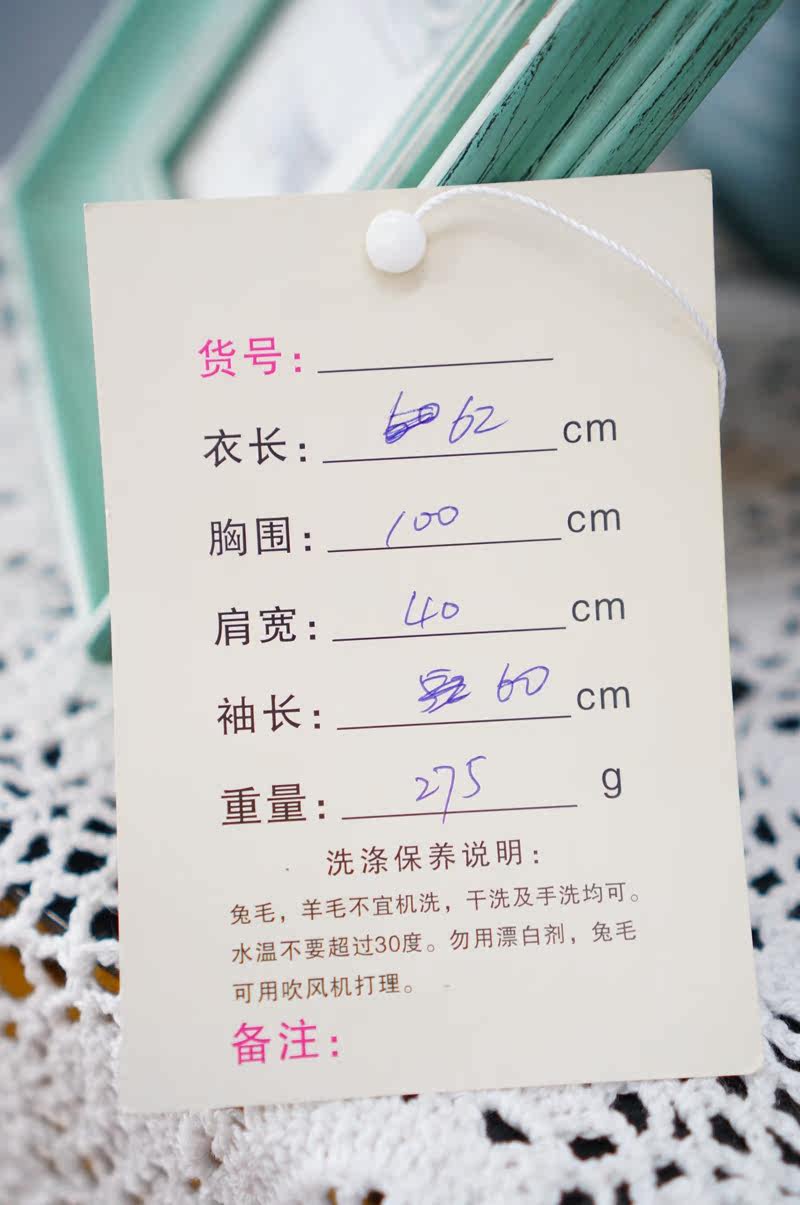 货号：
衣长： 62 cm
胸围： 100 cm
肩宽： 40 cm
袖长： 60 cm
重量： 275 g
洗涤保养说明：
兔毛，羊毛不宜机洗，干洗及手洗均可。
水温不要超过30度。勿用漂白剂，兔毛
可用吹风机打理。
备注：